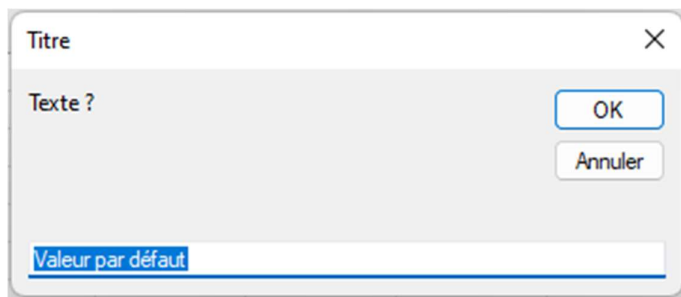 Titre
Texte ?
OK
Annuler
Valeur par défaut